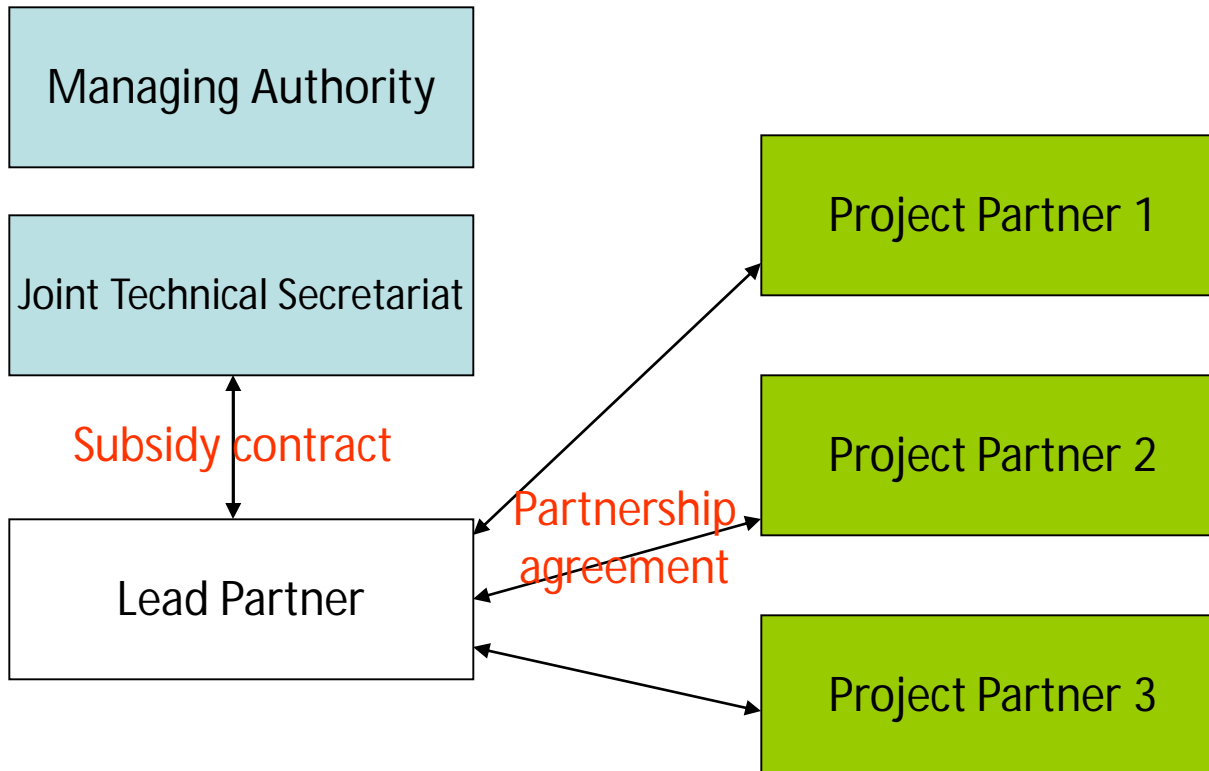 Managing Authority
Joint Technical Secretariat
Subsidy contract
Lead Partner
Partnership
agreement
Project Partner 1
Project Partner 2
Project Partner 3